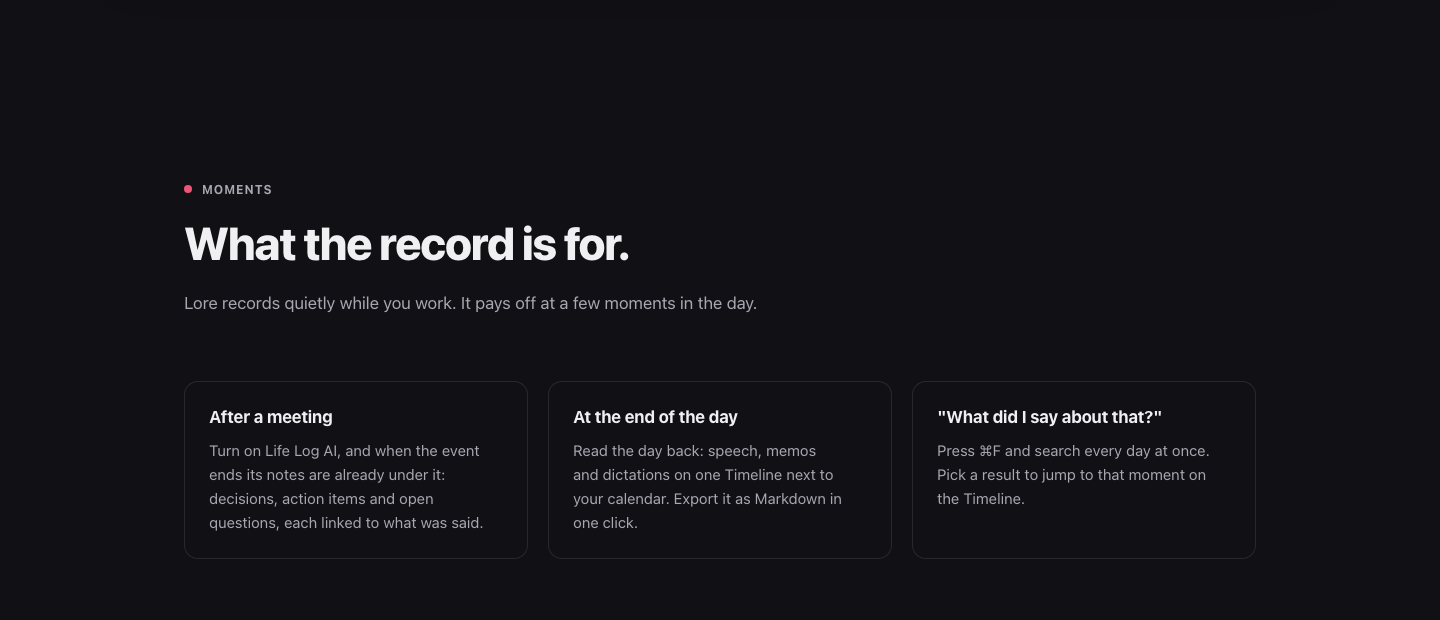 MOMENTS
What the record is for.
Lore records quietly while you work. It pays off at a few moments in the day.
After a meeting
Turn on Life Log AI, and when the event
ends its notes are already under it:
decisions, action items and open
questions, each linked to what was said.
At the end of the day
Read the day back: speech, memos
and dictations on one Timeline next to
your calendar. Export it as Markdown in
one click.
"What did I say about that?"
Press ⌘F and search every day at once.
Pick a result to jump to that moment on
the Timeline.